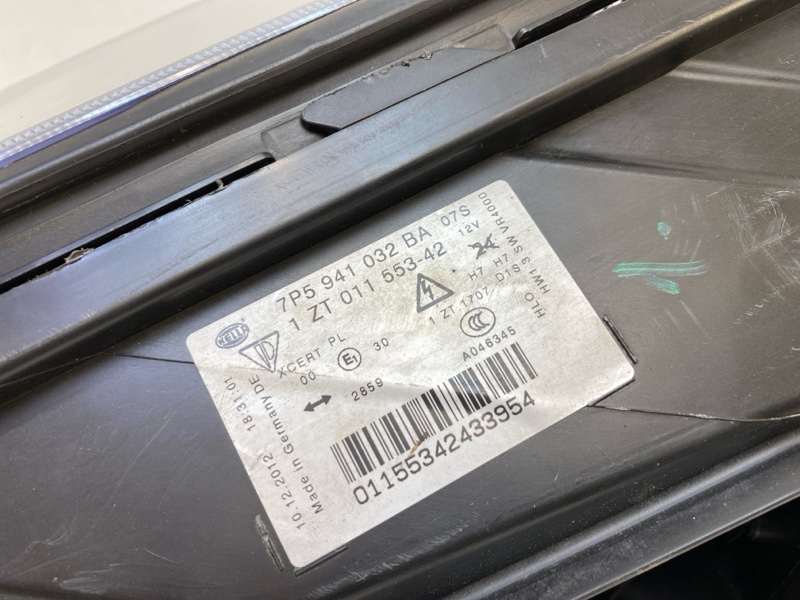 7P5 941 032 BA 07S
1 ZT 011 553-42 12V
HELLA
XCERT PL
00 E1 30
2859
1 ZT 1707 D1S
H7 H7
CCC
A046345
HLO HW1.3 SW VR4000
Made in Germany DE
10.12.2012 18:31:01
01155342433954